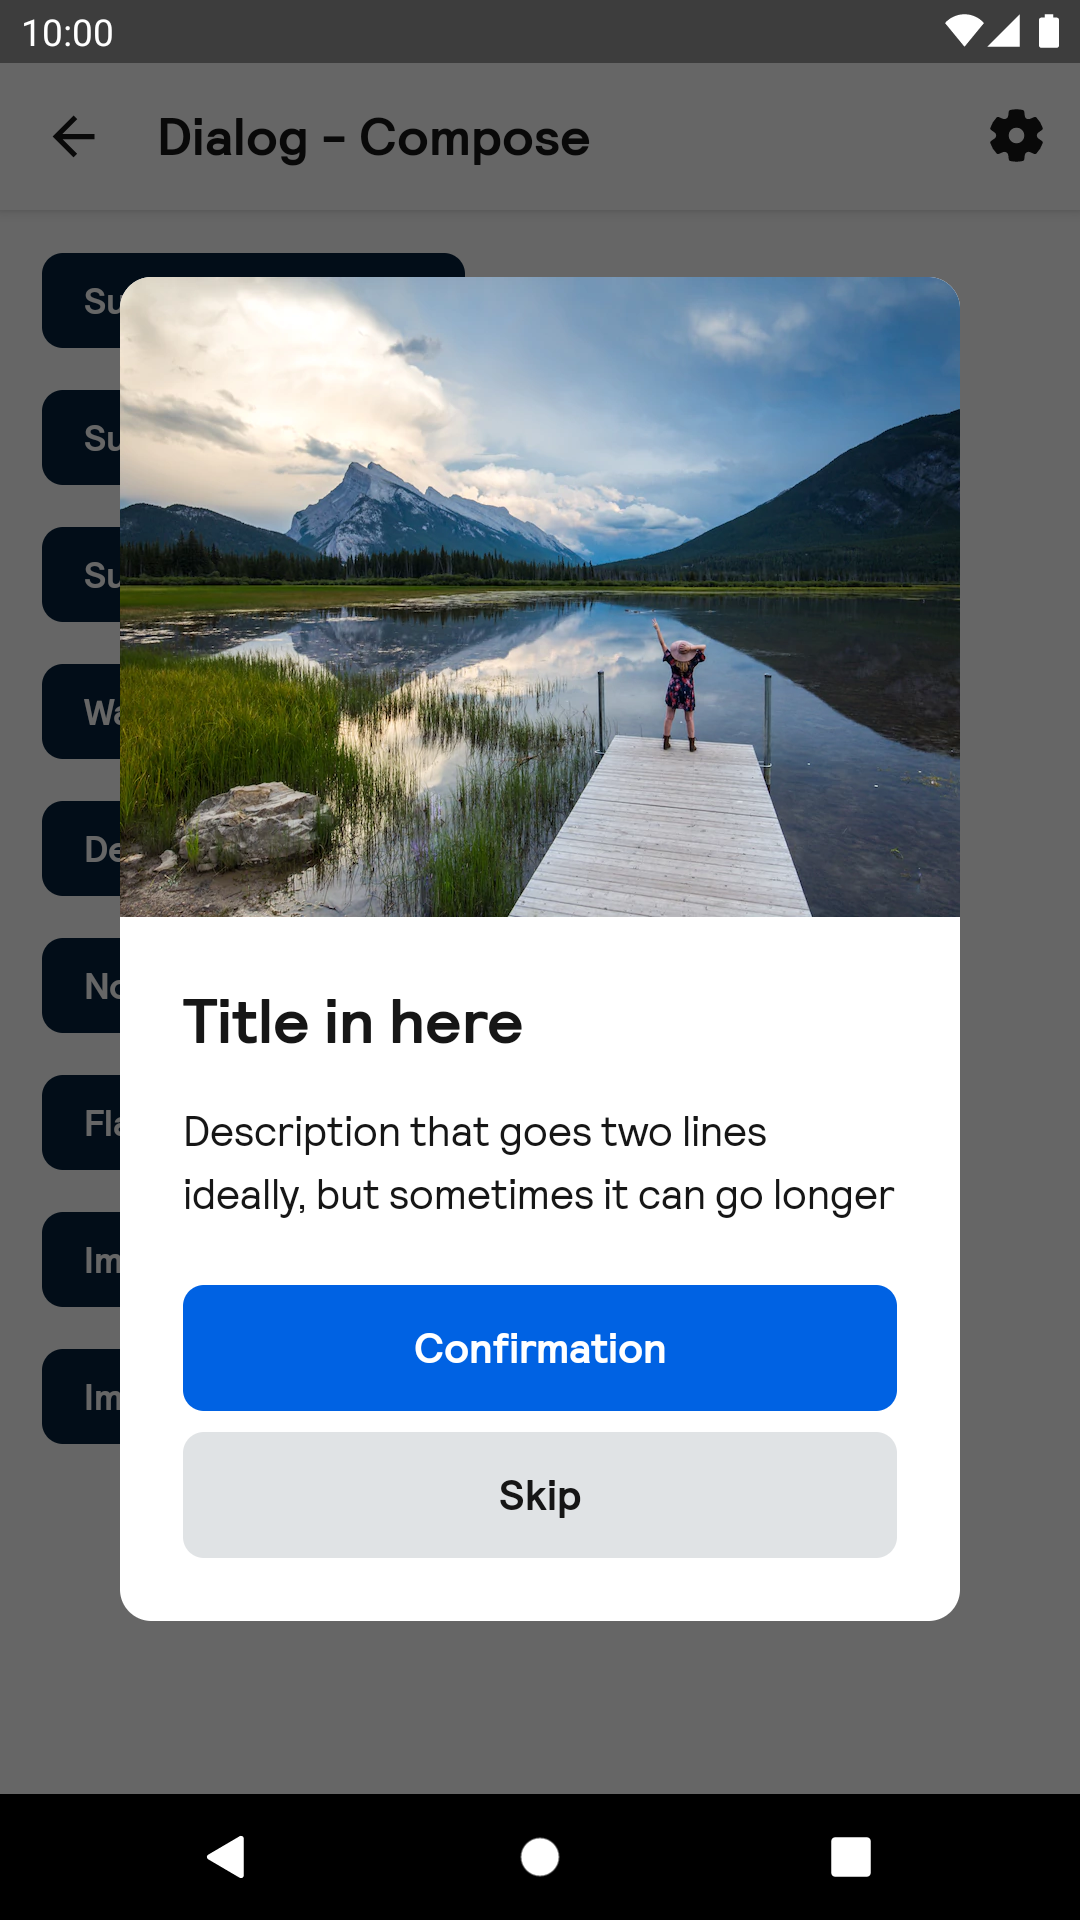 10:00
Dialog - Compose
Su
Su
Su
Wa
De
No
Fla
Im
Im
Title in here
Description that goes two lines
ideally, but sometimes it can go longer
Confirmation
Skip